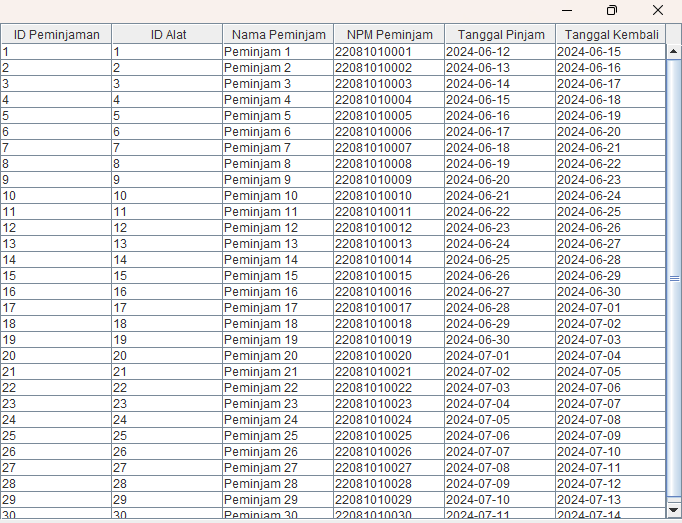 ID Peminjaman ID Alat Nama Peminjam NPM Peminjam Tanggal Pinjam Tanggal Kembali
1 1 Peminjam 1 22081010001 2024-06-12 2024-06-15
2 2 Peminjam 2 22081010002 2024-06-13 2024-06-16
3 3 Peminjam 3 22081010003 2024-06-14 2024-06-17
4 4 Peminjam 4 22081010004 2024-06-15 2024-06-18
5 5 Peminjam 5 22081010005 2024-06-16 2024-06-19
6 6 Peminjam 6 22081010006 2024-06-17 2024-06-20
7 7 Peminjam 7 22081010007 2024-06-18 2024-06-21
8 8 Peminjam 8 22081010008 2024-06-19 2024-06-22
9 9 Peminjam 9 22081010009 2024-06-20 2024-06-23
10 10 Peminjam 10 22081010010 2024-06-21 2024-06-24
11 11 Peminjam 11 22081010011 2024-06-22 2024-06-25
12 12 Peminjam 12 22081010012 2024-06-23 2024-06-26
13 13 Peminjam 13 22081010013 2024-06-24 2024-06-27
14 14 Peminjam 14 22081010014 2024-06-25 2024-06-28
15 15 Peminjam 15 22081010015 2024-06-26 2024-06-29
16 16 Peminjam 16 22081010016 2024-06-27 2024-06-30
17 17 Peminjam 17 22081010017 2024-06-28 2024-07-01
18 18 Peminjam 18 22081010018 2024-06-29 2024-07-02
19 19 Peminjam 19 22081010019 2024-06-30 2024-07-03
20 20 Peminjam 20 22081010020 2024-07-01 2024-07-04
21 21 Peminjam 21 22081010021 2024-07-02 2024-07-05
22 22 Peminjam 22 22081010022 2024-07-03 2024-07-06
23 23 Peminjam 23 22081010023 2024-07-04 2024-07-07
24 24 Peminjam 24 22081010024 2024-07-05 2024-07-08
25 25 Peminjam 25 22081010025 2024-07-06 2024-07-09
26 26 Peminjam 26 22081010026 2024-07-07 2024-07-10
27 27 Peminjam 27 22081010027 2024-07-08 2024-07-11
28 28 Peminjam 28 22081010028 2024-07-09 2024-07-12
29 29 Peminjam 29 22081010029 2024-07-10 2024-07-13
30 30 Peminjam 30 22081010030 2024-07-11 2024-07-14